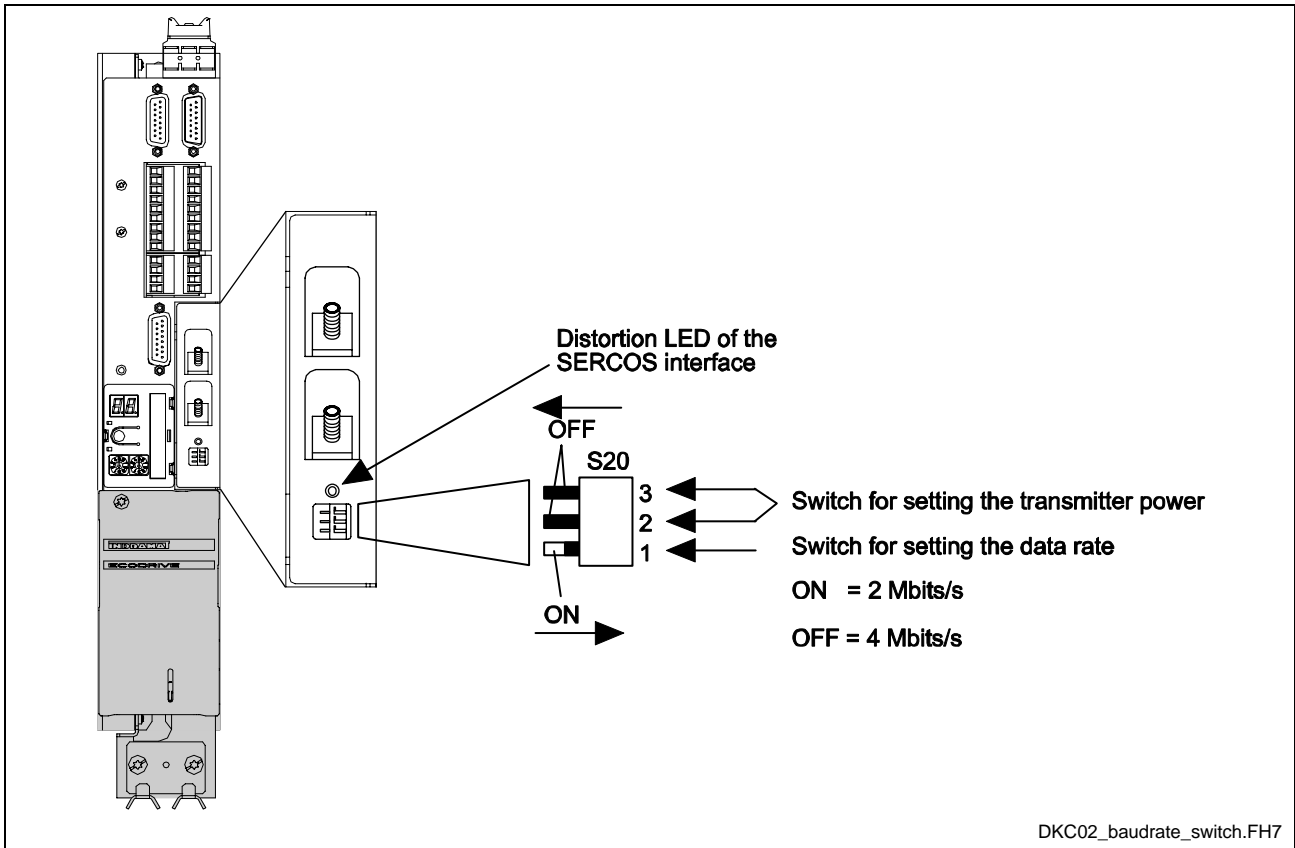 Distortion LED of the
SERCOS interface
OFF
S20
3
2
1
Switch for setting the transmitter power
Switch for setting the data rate
ON = 2 Mbits/s
OFF = 4 Mbits/s
ON
INDRAMAT
ECODRIVE
DKC02_baudrate_switch.FH7